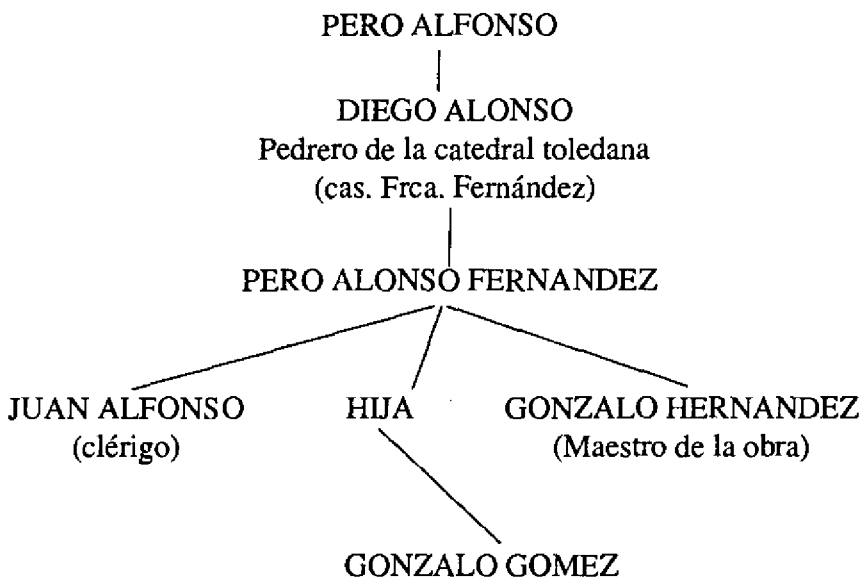 PERO ALFONSO
DIEGO ALONSO
Pedrero de la catedral toledana
(cas. Frca. Fernández)
PERO ALONSO FERNANDEZ
JUAN ALFONSO
(clérigo)
HIJA
GONZALO HERNANDEZ
(Maestro de la obra)
GONZALO GOMEZ